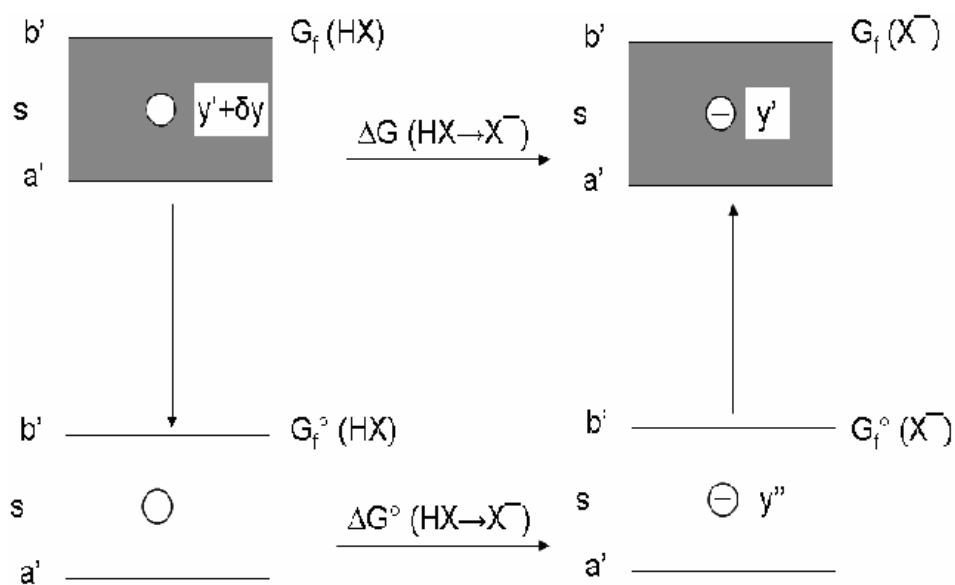 b' G_f (HX)
s y'+δy
a'
ΔG (HX→X⁻)
b' G_f (X⁻)
s y'
a'
b' G_f° (HX)
s
a'
ΔG° (HX→X⁻)
b' G_f° (X⁻)
s y''
a'